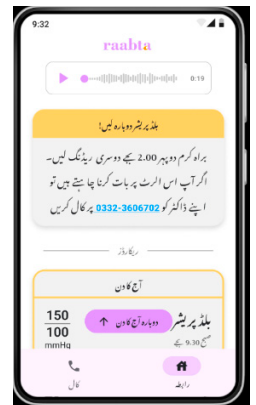 9:32
raabta
0:19
بلڈ پریشر دوبارہ لیں!
براہ کرم دوپہر 2.00 بجے دوسری ریڈنگ لیں۔
اگر آپ اس الرٹ پر بات کرنا چاہتے ہیں تو
اپنے ڈاکٹر کو 0332-3606702 پر کال کریں
ریکارڈز
آج کا دن
بلڈ پریشر
دوبارہ آج کا دن
150
100
mmHg
صبح 9.30 بجے
رابطہ
کال